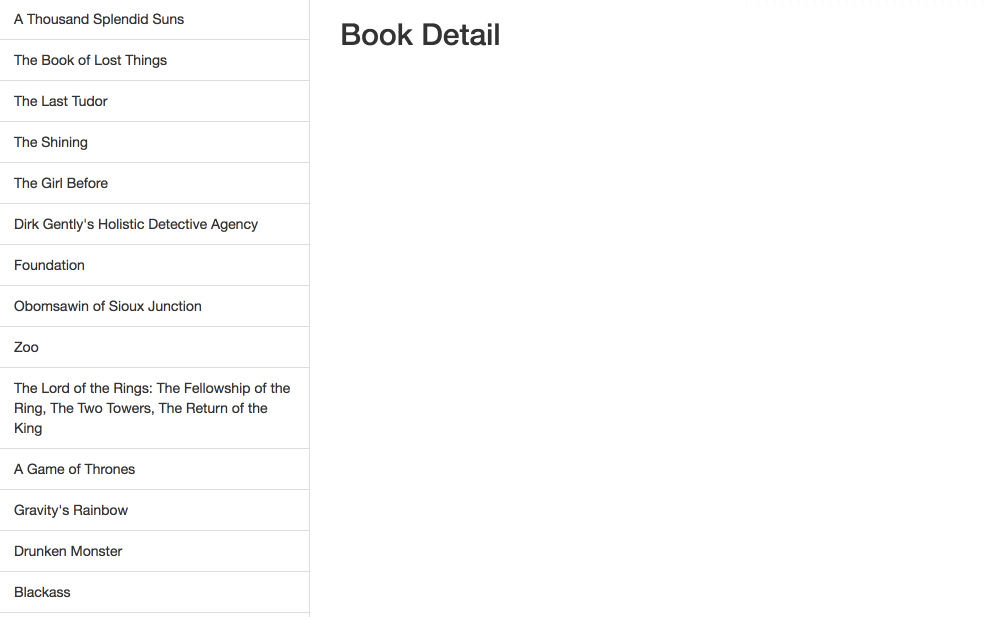 A Thousand Splendid Suns
The Book of Lost Things
The Last Tudor
The Shining
The Girl Before
Dirk Gently's Holistic Detective Agency
Foundation
Obomsawin of Sioux Junction
Zoo
The Lord of the Rings: The Fellowship of the
Ring, The Two Towers, The Return of the
King
A Game of Thrones
Gravity's Rainbow
Drunken Monster
Blackass
Book Detail